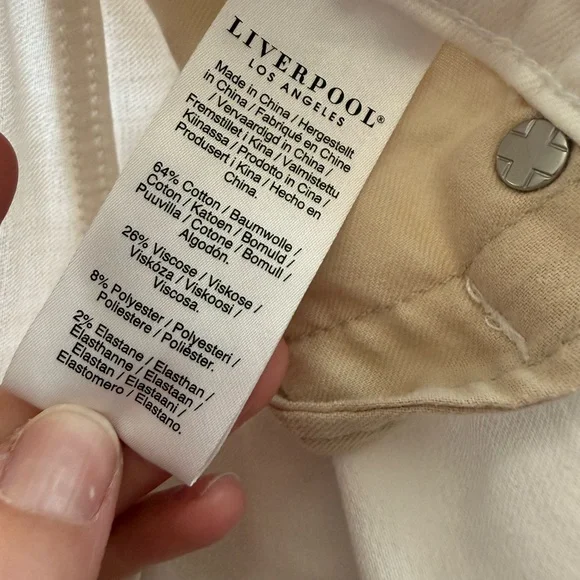 LIVERPOOL®
LOS ANGELES
Made in China / Hergestellt
in China / Fabriqué en Chine
/ Vervaardigd in China /
Fremstillet i Kina / Valmistettu
Kiinassa / Prodotto in Cina /
Produsert i Kina / Hecho en
China.
64% Cotton / Baumwolle /
Coton / Katoen / Bomuld /
Puuvilla / Cotone / Bomull /
Algodón.
26% Viscose / Viskose /
Viskóza / Viskoosi /
Viscosa.
8% Polyester / Polyesteri /
Poliestere / Poliéster.
2% Elastane / Elasthan /
Élasthanne / Elastaan /
Elastan / Elastaani /
Elastomero / Elastano.